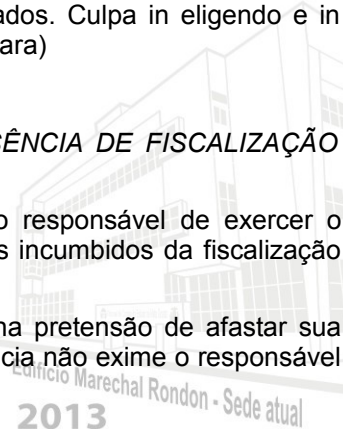 ados. Culpa in eligendo e in
ara)
SÊNCIA DE FISCALIZAÇÃO
o responsável de exercer o
s incumbidos da fiscalização
na pretensão de afastar sua
cia não exime o responsável
Edifício Marechal Rondon - Sede atual
2013